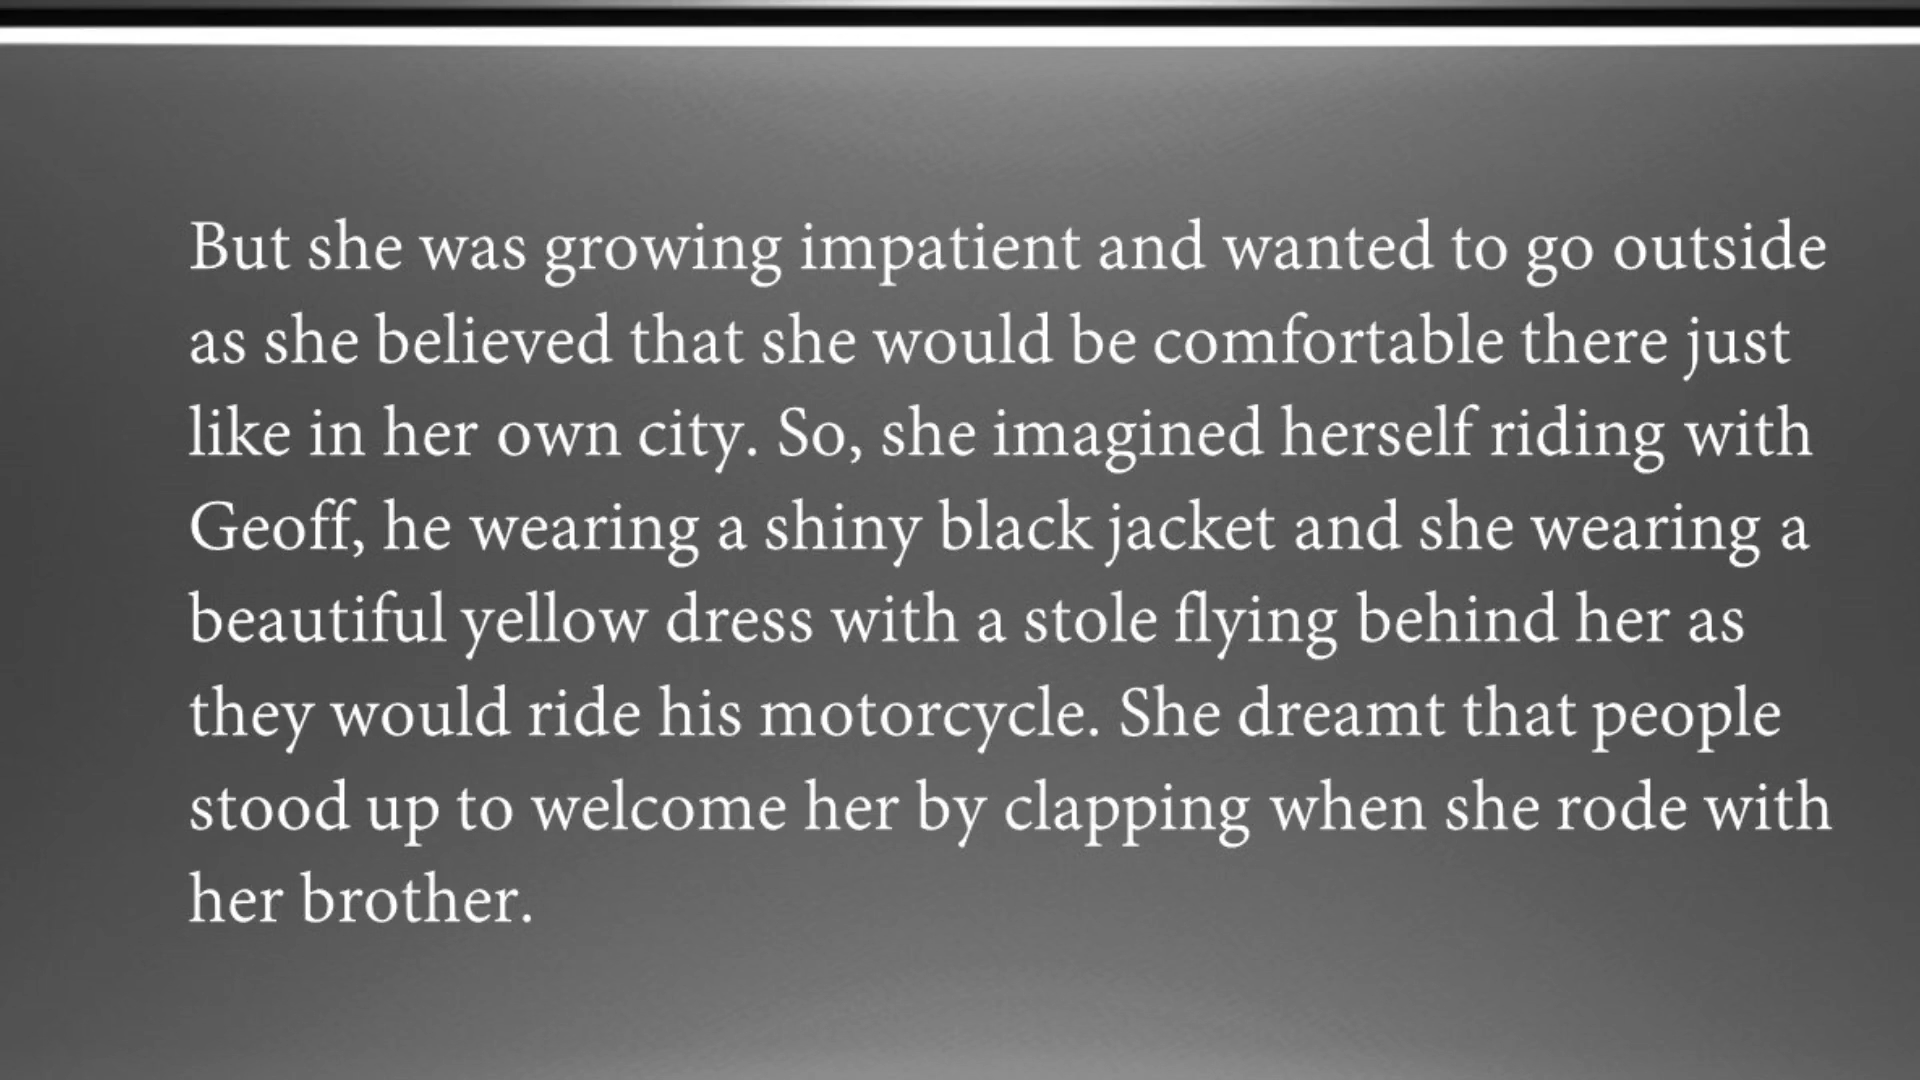 But she was growing impatient and wanted to go outside
as she believed that she would be comfortable there just
like in her own city. So, she imagined herself riding with
Geoff, he wearing a shiny black jacket and she wearing a
beautiful yellow dress with a stole flying behind her as
they would ride his motorcycle. She dreamt that people
stood up to welcome her by clapping when she rode with
her brother.